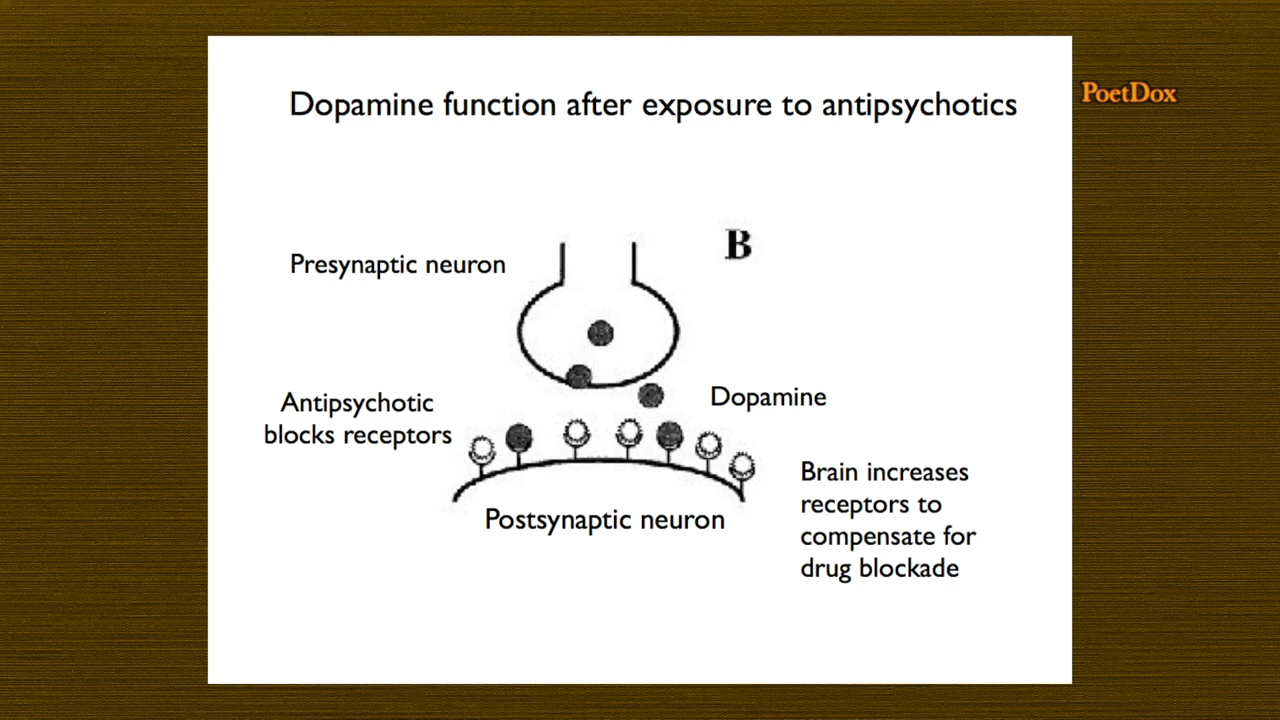 PoetDox
Dopamine function after exposure to antipsychotics
B
Presynaptic neuron
Antipsychotic
blocks receptors
Dopamine
Brain increases
receptors to
compensate for
drug blockade
Postsynaptic neuron